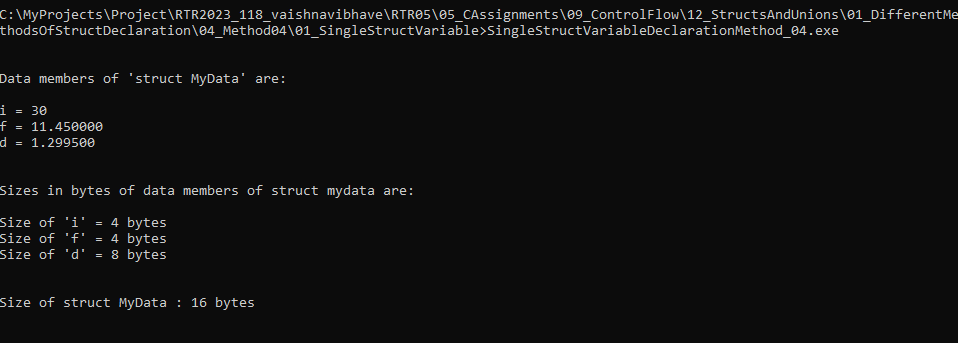 C:\MyProjects\Project\RTR2023_118_vaishnavibhave\RTR05\05_CAssignments\09_ControlFlow\12_StructsAndUnions\01_DifferentMe
thodsOfStructDeclaration\04_Method04\01_SingleStructVariable>SingleStructVariableDeclarationMethod_04.exe
Data members of 'struct MyData' are:
i = 30
f = 11.450000
d = 1.299500
Sizes in bytes of data members of struct mydata are:
Size of 'i' = 4 bytes
Size of 'f' = 4 bytes
Size of 'd' = 8 bytes
Size of struct MyData : 16 bytes